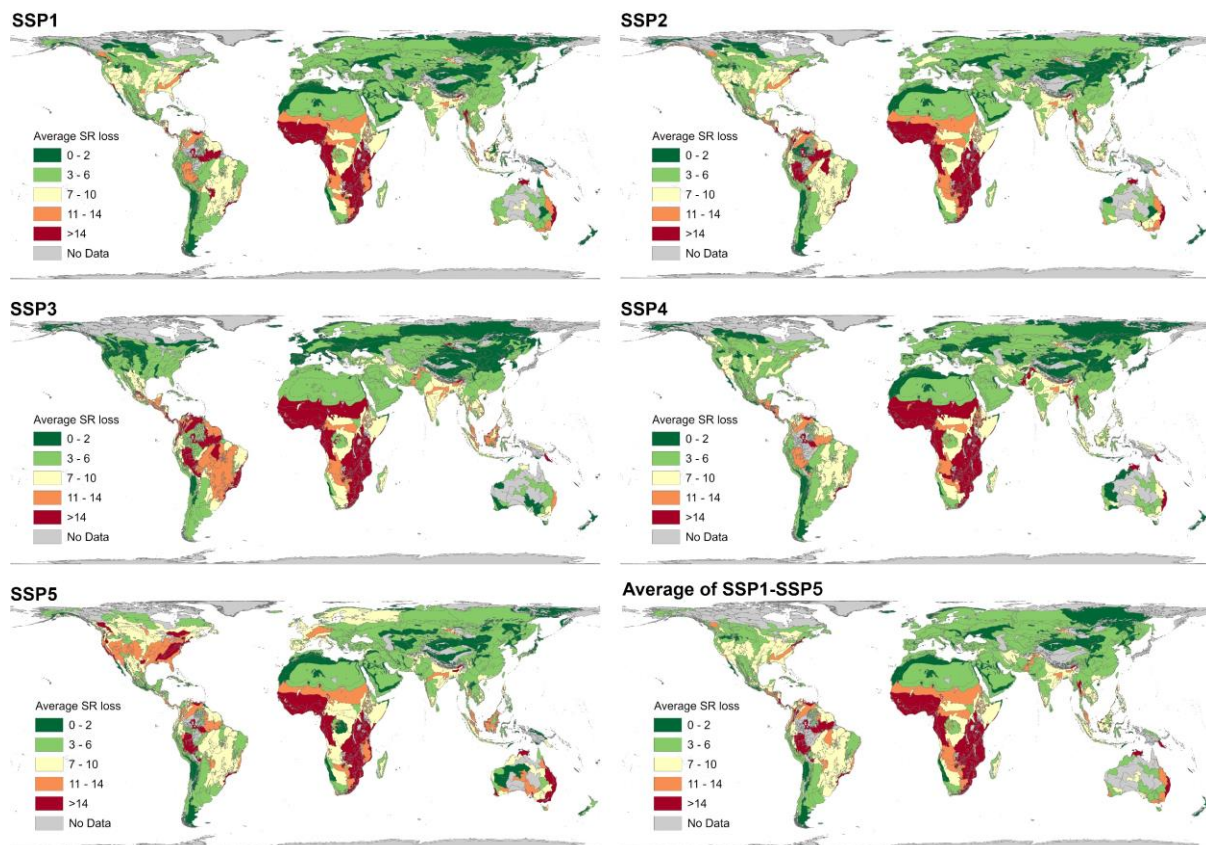 SSP1
Average SR loss
0 - 2
3 - 6
7 - 10
11 - 14
>14
No Data
SSP2
Average SR loss
0 - 2
3 - 6
7 - 10
11 - 14
>14
No Data
SSP3
Average SR loss
0 - 2
3 - 6
7 - 10
11 - 14
>14
No Data
SSP4
Average SR loss
0 - 2
3 - 6
7 - 10
11 - 14
>14
No Data
SSP5
Average SR loss
0 - 2
3 - 6
7 - 10
11 - 14
>14
No Data
Average of SSP1-SSP5
Average SR loss
0 - 2
3 - 6
7 - 10
11 - 14
>14
No Data